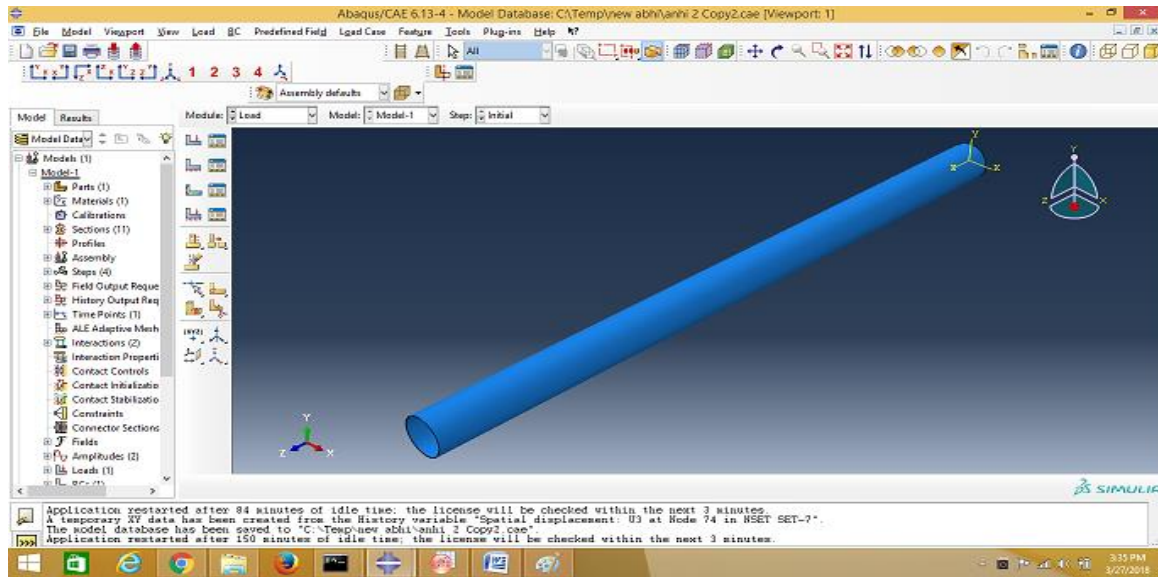 Abaqus/CAE 6.13-4 - Model Database: C:\Temp\new abhi\anhi 2 Copy2.cae [Viewport: 1]
File Model Viewport View Load BC Predefined Field Load Case Feature Tools Plug-ins Help
All
1 2 3 4
Assembly defaults
Model Results
Module: Load Model: Model-1 Step: Initial
Model Data
Models (1)
Model-1
Parts (1)
Materials (1)
Calibrations
Sections (11)
Profiles
Assembly
Steps (4)
Field Output Reque
History Output Req
Time Points (1)
ALE Adaptive Mesh
Interactions (2)
Interaction Properti
Contact Controls
Contact Initializatio
Contact Stabilizatio
Constraints
Connector Sections
Fields
Amplitudes (2)
Loads (1)
BCs (1)
Y
Z X
Y
Z X
Y
Z X
SIMULIA
Application restarted after 84 minutes of idle time; the license will be checked within the next 3 minutes.
A temporary XY data has been created from the History variable "Spatial displacement: U3 at Node 74 in NSET SET-7".
The model database has been saved to "C:\Temp\new abhi\anhi 2 Copy2.cae".
Application restarted after 150 minutes of idle time; the license will be checked within the next 3 minutes.
3:35 PM
3/27/2018